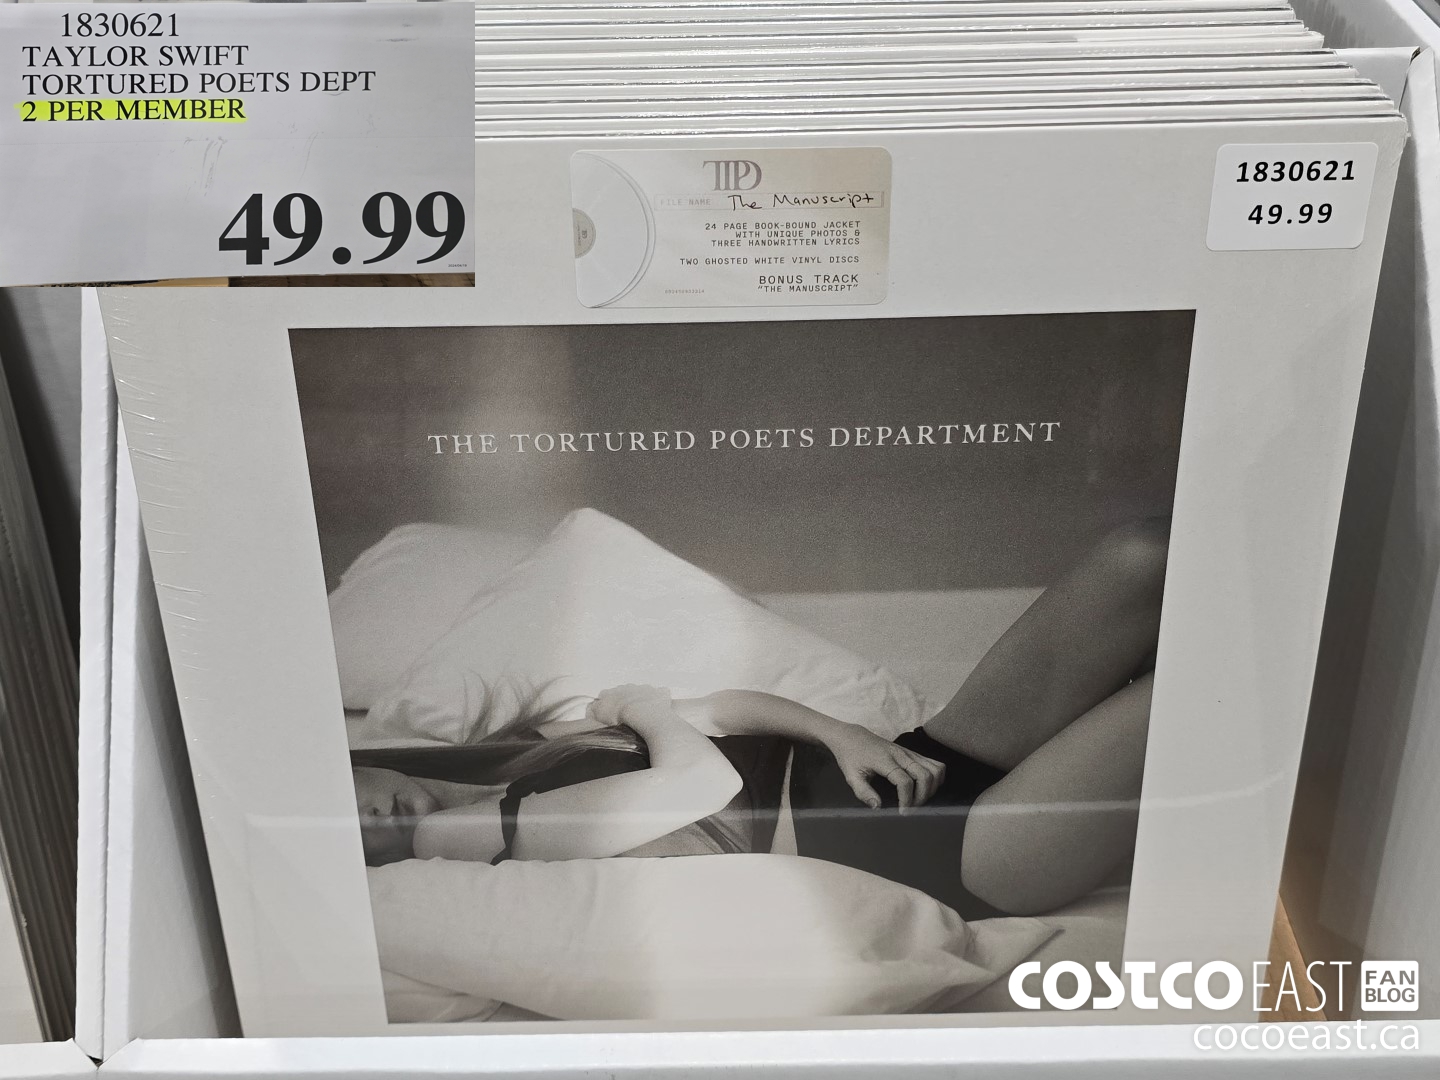 1830621
TAYLOR SWIFT
TORTURED POETS DEPT
2 PER MEMBER
49.99
TTPD
FILE NAME The Manuscript
24 PAGE BOOK-BOUND JACKET
WITH UNIQUE PHOTOS &
THREE HANDWRITTEN LYRICS
TWO GHOSTED WHITE VINYL DISCS
BONUS TRACK
"THE MANUSCRIPT"
1830621
49.99
THE TORTURED POETS DEPARTMENT
COSTCO EAST FAN
BLOG
cocoeast.ca